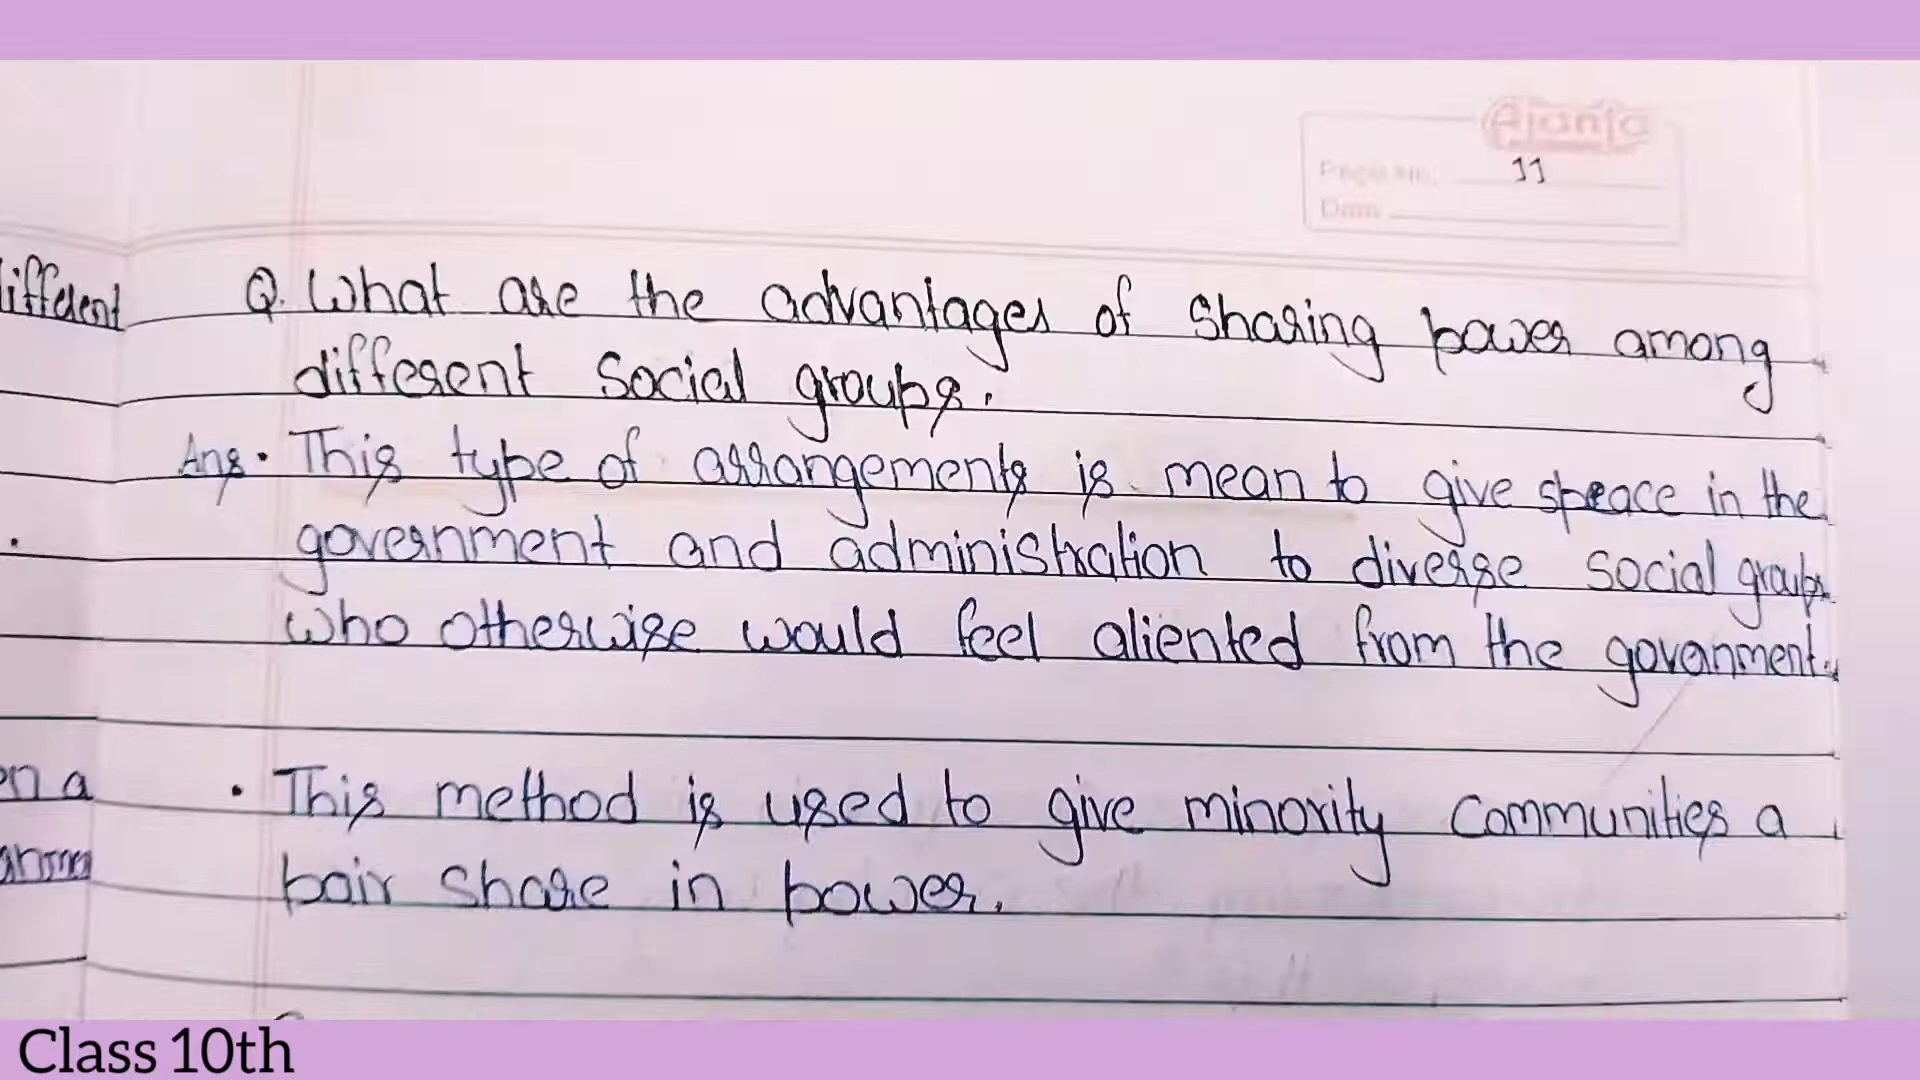 Ajanta
Page No. 11
Date
ifferent
Q. What are the advantages of sharing power among
different social groups.
Ans. This type of arrangements is mean to give speace in the
government and administration to diverse social groups
who otherwise would feel aliented from the govanment.
en a
• This method is used to give minority communities a
bair share in power.
Class 10th